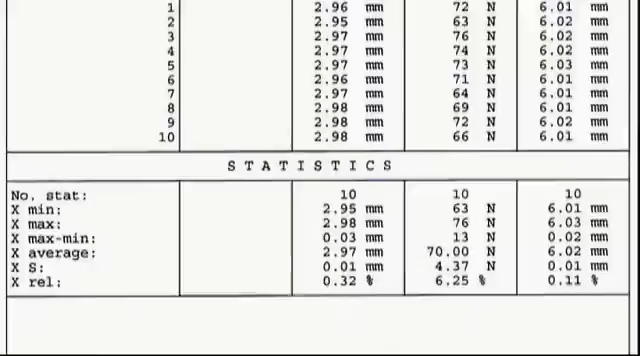 1 2.96 mm 72 N 6.01 mm
2 2.95 mm 63 N 6.02 mm
3 2.97 mm 76 N 6.02 mm
4 2.97 mm 74 N 6.02 mm
5 2.97 mm 73 N 6.03 mm
6 2.96 mm 71 N 6.01 mm
7 2.97 mm 64 N 6.01 mm
8 2.98 mm 69 N 6.01 mm
9 2.98 mm 72 N 6.02 mm
10 2.98 mm 66 N 6.01 mm
STATISTICS
No. stat: 10 10 10
X min: 2.95 mm 63 N 6.01 mm
X max: 2.98 mm 76 N 6.03 mm
X max-min: 0.03 mm 13 N 0.02 mm
X average: 2.97 mm 70.00 N 6.02 mm
X S: 0.01 mm 4.37 N 0.01 mm
X rel: 0.32 % 6.25 % 0.11 %